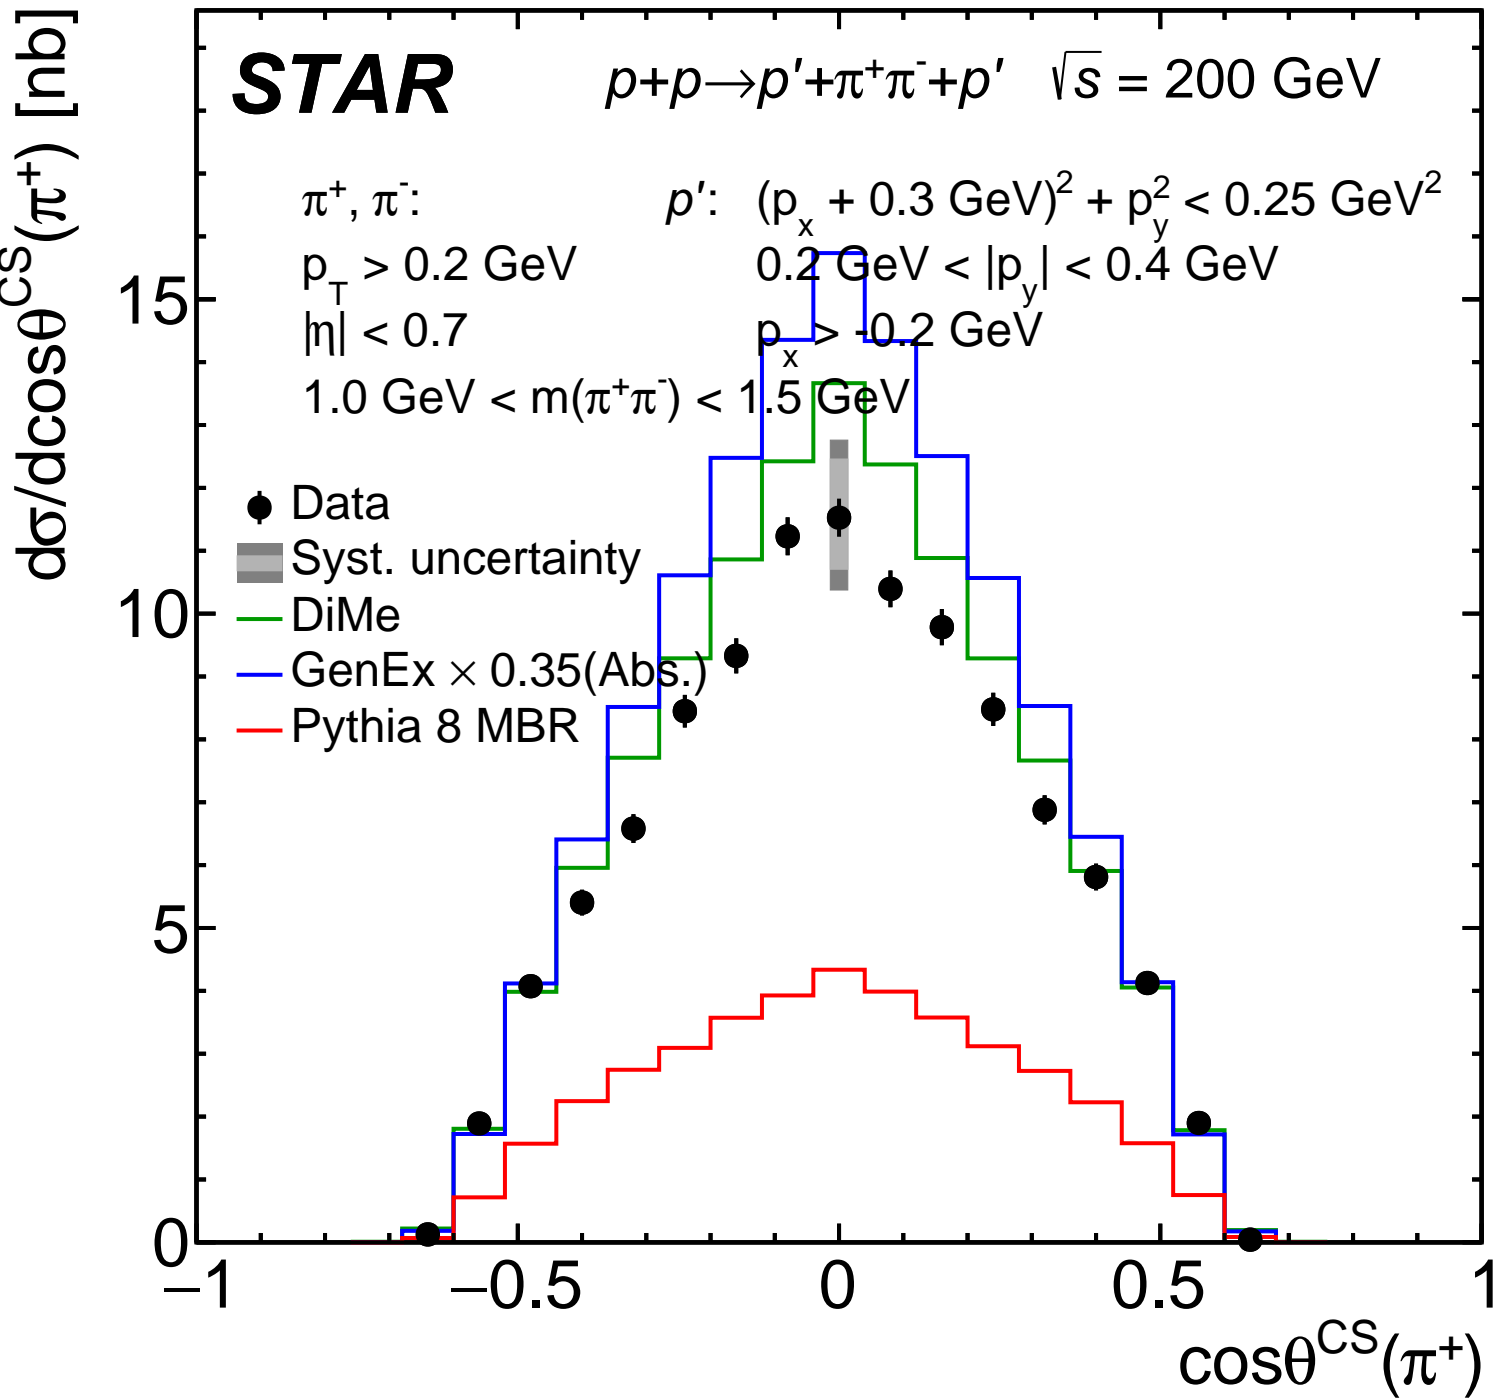 dσ/dcosθ^CS(π⁺) [nb]
STAR p+p→p′+π⁺π⁻+p′ √s = 200 GeV
π⁺, π⁻: p′: (pₓ + 0.3 GeV)² + p_y² < 0.25 GeV²
p_T > 0.2 GeV 0.2 GeV < |p_y| < 0.4 GeV
|η| < 0.7 pₓ > -0.2 GeV
1.0 GeV < m(π⁺π⁻) < 1.5 GeV
Data
Syst. uncertainty
DiMe
GenEx × 0.35(Abs.)
Pythia 8 MBR
15
10
5
0
−1 −0.5 0 0.5 1
cosθ^CS(π⁺)